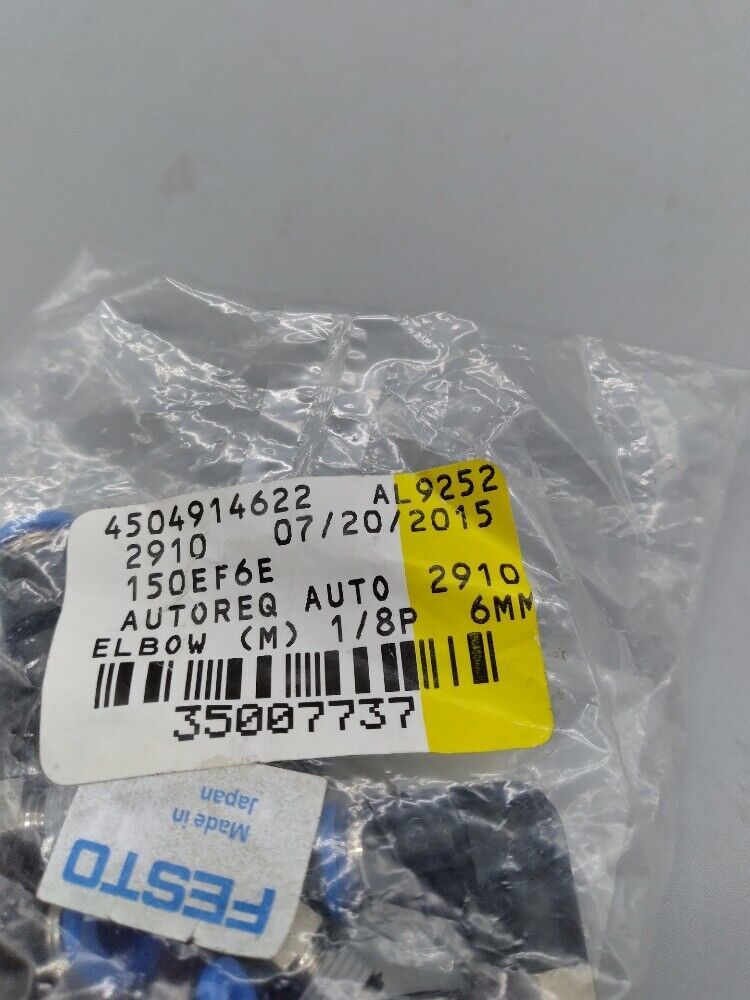 4504914622 AL9252
2910 07/20/2015
150EF6E
AUTOREQ AUTO 2910
ELBOW (M) 1/8P 6MM
35007737
FESTO
Made in
Japan